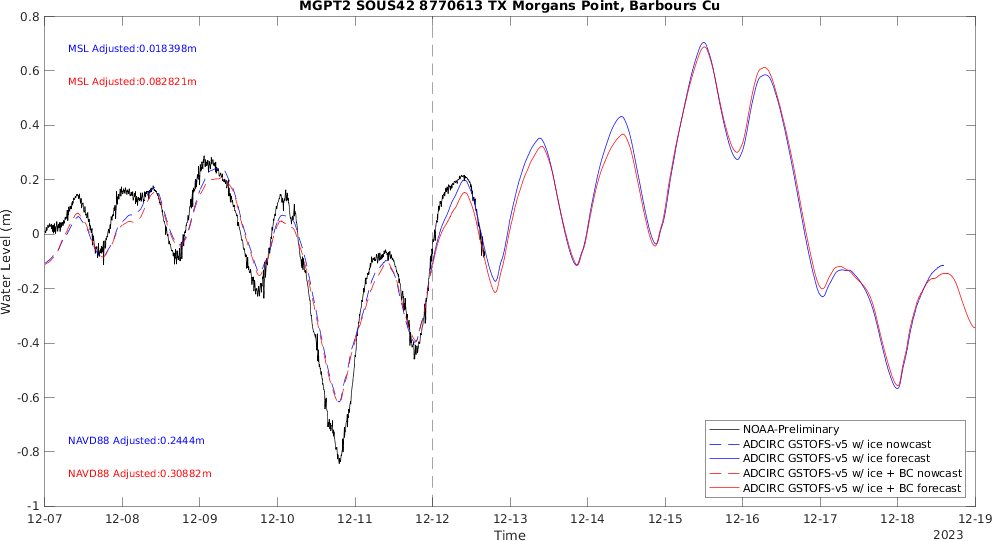 MGPT2 SOUS42 8770613 TX Morgans Point, Barbours Cu
MSL Adjusted:0.018398m
MSL Adjusted:0.082821m
NAVD88 Adjusted:0.2444m
NAVD88 Adjusted:0.30882m
Water Level (m)
0.8
0.6
0.4
0.2
0
-0.2
-0.4
-0.6
-0.8
-1
NOAA-Preliminary
ADCIRC GSTOFS-v5 w/ ice nowcast
ADCIRC GSTOFS-v5 w/ ice forecast
ADCIRC GSTOFS-v5 w/ ice + BC nowcast
ADCIRC GSTOFS-v5 w/ ice + BC forecast
12-07 12-08 12-09 12-10 12-11 12-12 12-13 12-14 12-15 12-16 12-17 12-18 12-19
Time
2023